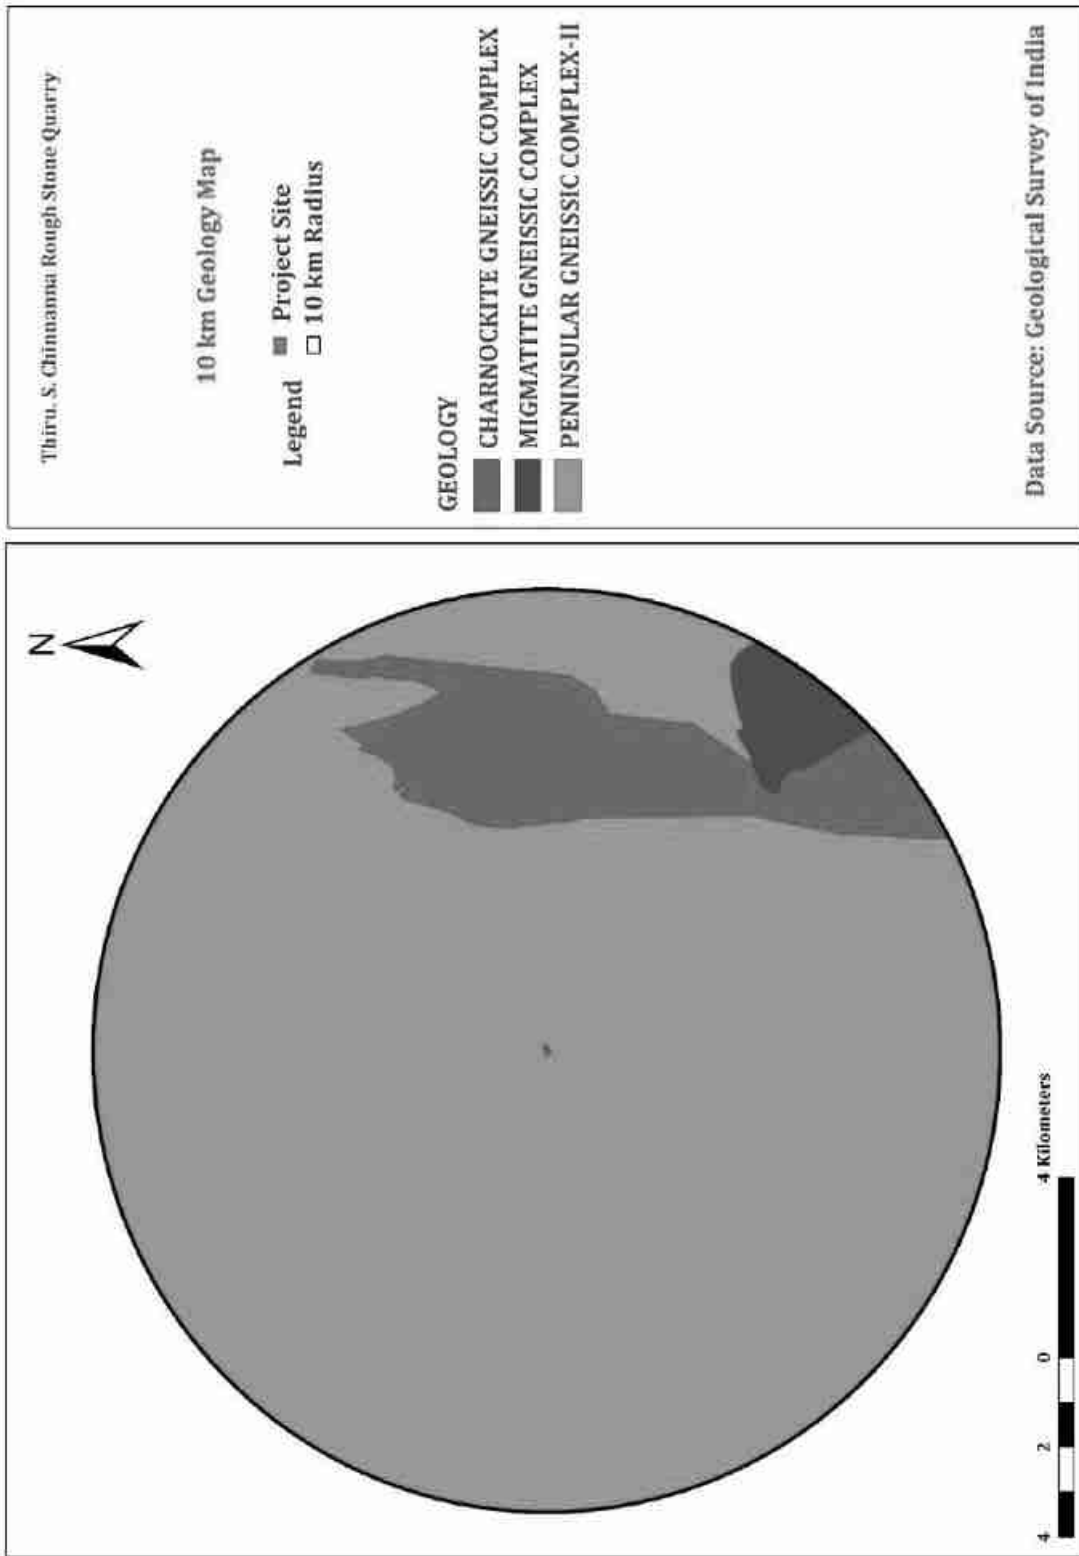 Thiru. S. Chinnanna Rough Stone Quarry
10 km Geology Map
Legend
Project Site
10 km Radius
GEOLOGY
CHARNOCKITE GNEISSIC COMPLEX
MIGMATITE GNEISSIC COMPLEX
PENINSULAR GNEISSIC COMPLEX-II
Data Source: Geological Survey of India
N
4 2 0 4 Kilometers